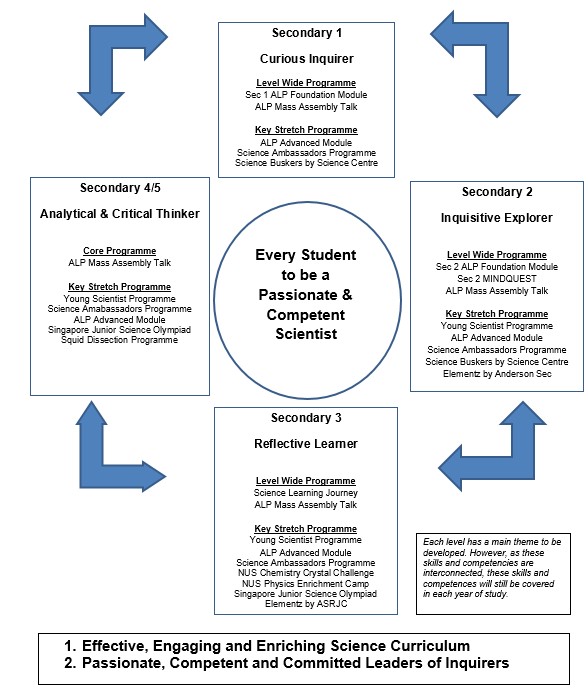 Secondary 1
Curious Inquirer
Level Wide Programme
Sec 1 ALP Foundation Module
ALP Mass Assembly Talk
Key Stretch Programme
ALP Advanced Module
Science Ambassadors Programme
Science Buskers by Science Centre
Secondary 4/5
Analytical & Critical Thinker
Core Programme
ALP Mass Assembly Talk
Key Stretch Programme
Young Scientist Programme
Science Amabassadors Programme
ALP Advanced Module
Singapore Junior Science Olympiad
Squid Dissection Programme
Every Student
to be a
Passionate &
Competent
Scientist
Secondary 2
Inquisitive Explorer
Level Wide Programme
Sec 2 ALP Foundation Module
Sec 2 MINDQUEST
ALP Mass Assembly Talk
Key Stretch Programme
Young Scientist Programme
ALP Advanced Module
Science Ambassadors Programme
Science Buskers by Science Centre
Elementz by Anderson Sec
Secondary 3
Reflective Learner
Level Wide Programme
Science Learning Journey
ALP Mass Assembly Talk
Key Stretch Programme
Young Scientist Programme
ALP Advanced Module
Science Ambassadors Programme
NUS Chemistry Crystal Challenge
NUS Physics Enrichment Camp
Singapore Junior Science Olympiad
Elementz by ASRJC
Each level has a main theme to be
developed. However, as these
skills and competencies are
interconnected, these skills and
competences will still be covered
in each year of study.
1. Effective, Engaging and Enriching Science Curriculum
2. Passionate, Competent and Committed Leaders of Inquirers